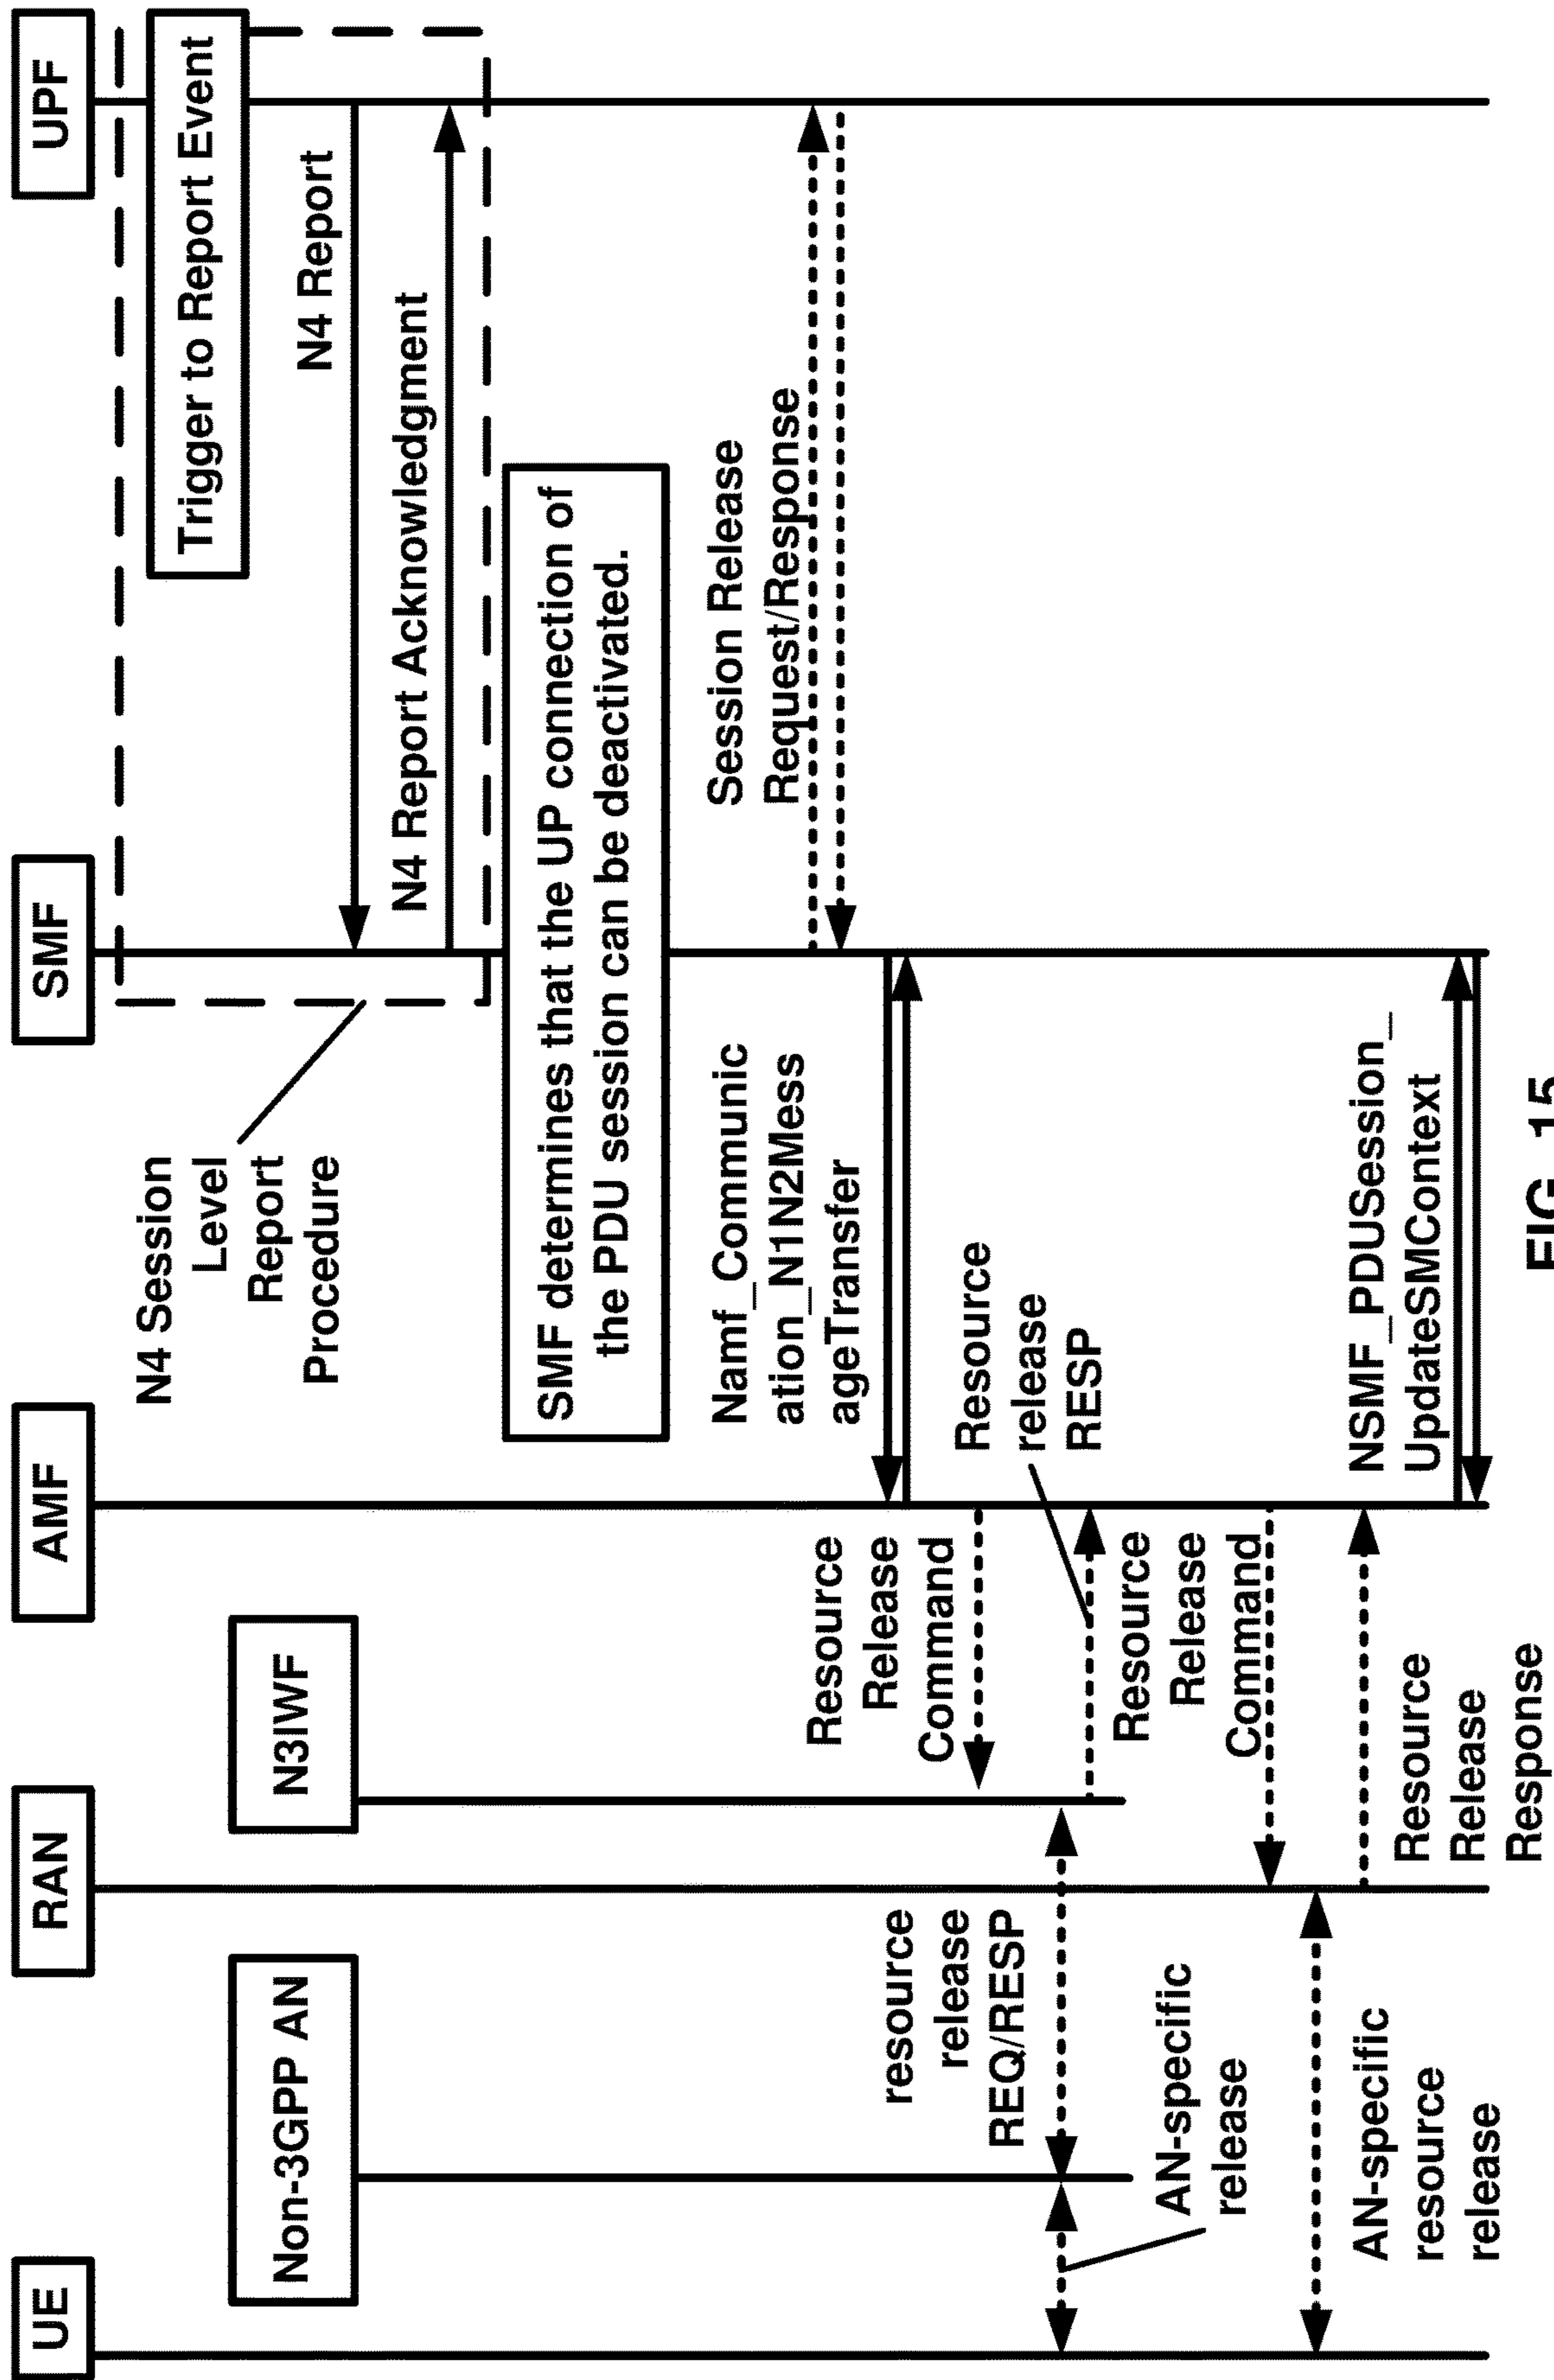 UE
Non-3GPP AN
RAN
N3IWF
AMF
SMF
UPF
Trigger to Report Event
N4 Session
Level
Report
Procedure
N4 Report
N4 Report Acknowledgment
SMF determines that the UP connection of
the PDU session can be deactivated.
Session Release
Request/Response
Namf_Communic
ation_N1N2Mess
ageTransfer
Resource
Release
Command
resource
release
REQ/RESP
Resource
release
RESP
AN-specific
release
Resource
Release
Command
AN-specific
resource
release
Resource
Release
Response
NSMF_PDUSession_
UpdateSMContext
FIG. 15